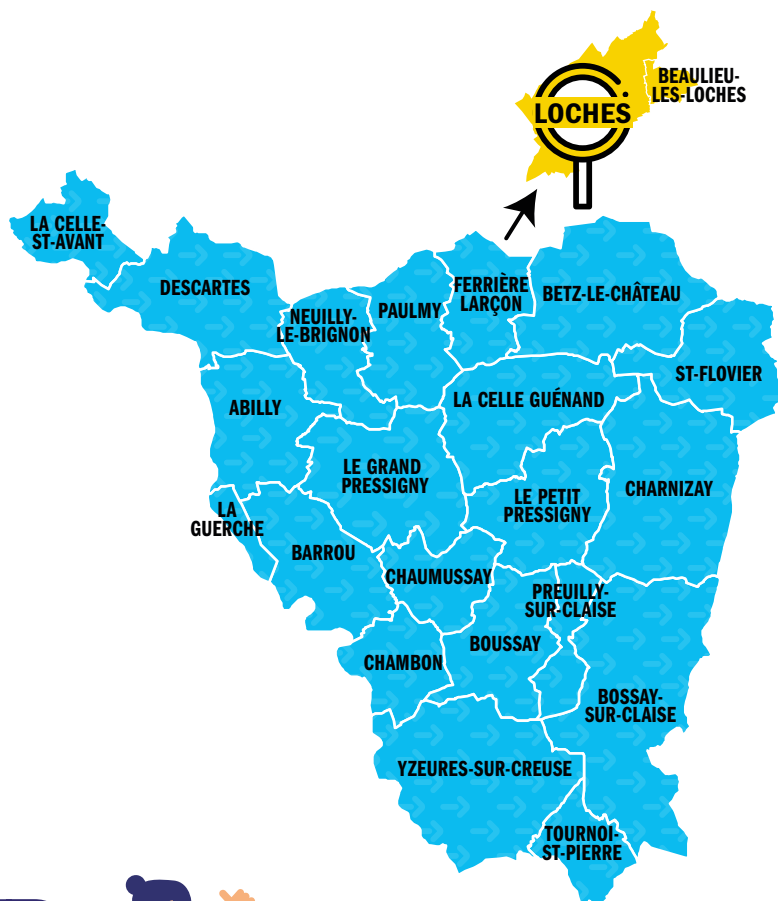 BEAULIEU-
LES-LOCHES
LOCHES
LA CELLE-
ST-AVANT
DESCARTES
NEUILLY-
LE-BRIGNON
PAULMY
FERRIÈRE
LARÇON
BETZ-LE-CHÂTEAU
ST-FLOVIER
ABILLY
LA CELLE GUÉNAND
LE GRAND
PRESSIGNY
LE PETIT
PRESSIGNY
CHARNIZAY
LA
GUERCHE
BARROU
CHAUMUSSAY
PREUILLY-
SUR-CLAISE
BOUSSAY
CHAMBON
BOSSAY-
SUR-CLAISE
YZEURES-SUR-CREUSE
TOURNOI-
ST-PIERRE